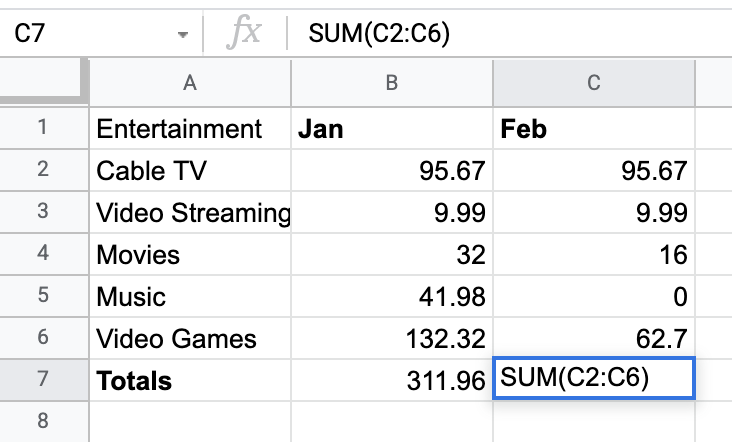 C7 fx SUM(C2:C6)
A B C
1 Entertainment Jan Feb
2 Cable TV 95.67 95.67
3 Video Streaming 9.99 9.99
4 Movies 32 16
5 Music 41.98 0
6 Video Games 132.32 62.7
7 Totals 311.96 SUM(C2:C6)
8